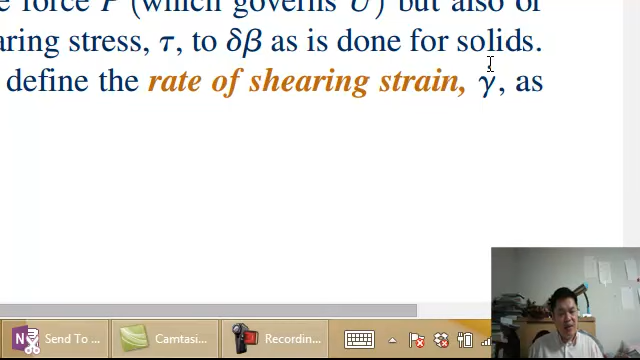 e force P (which governs U) but also of
aring stress, τ, to δβ as is done for solids.
define the rate of shearing strain, γ̇, as
Send To ...
Camtasi...
Recordin...